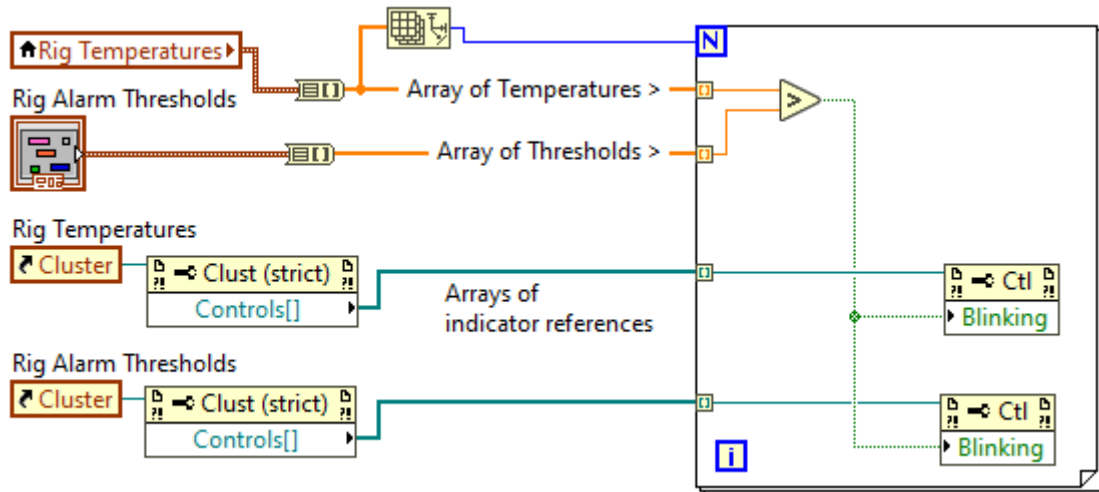 Rig Temperatures
Rig Alarm Thresholds
Array of Temperatures >
Array of Thresholds >
N
>
Rig Temperatures
Cluster
Clust (strict)
Controls[]
Arrays of
indicator references
Ctl
Blinking
Rig Alarm Thresholds
Cluster
Clust (strict)
Controls[]
Ctl
Blinking
i